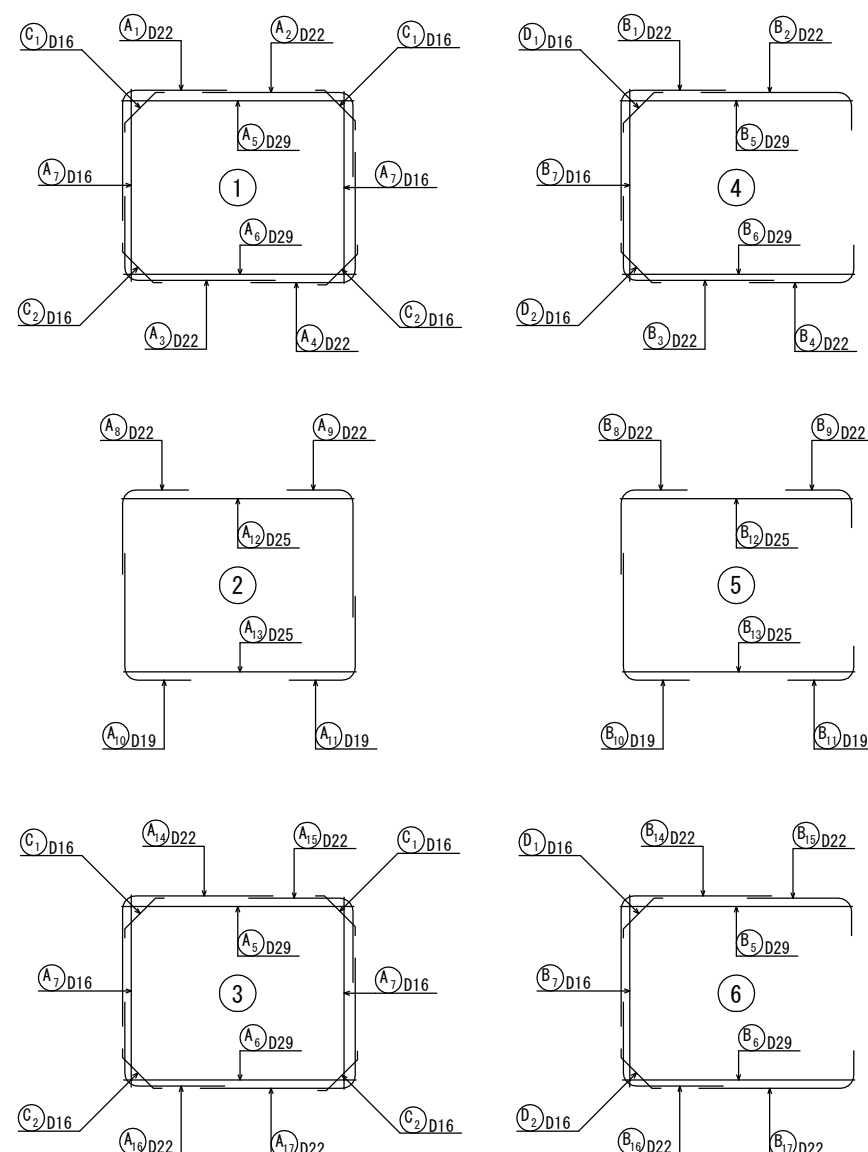 C1 D16 A1 D22 A2 D22 C1 D16
A5 D29
A7 D16 1 A7 D16
A6 D29
C2 D16 C2 D16
A3 D22 A4 D22
D1 D16 B1 D22 B2 D22
B5 D29
B7 D16 4
B6 D29
D2 D16
B3 D22 B4 D22
A8 D22 A9 D22
A12 D25
2
A13 D25
A10 D19 A11 D19
B8 D22 B9 D22
B12 D25
5
B13 D25
B10 D19 B11 D19
C1 D16 A14 D22 A15 D22 C1 D16
A5 D29
A7 D16 3 A7 D16
A6 D29
C2 D16 C2 D16
A16 D22 A17 D22
D1 D16 B14 D22 B15 D22
B5 D29
B7 D16 6
B6 D29
D2 D16
B16 D22 B17 D22